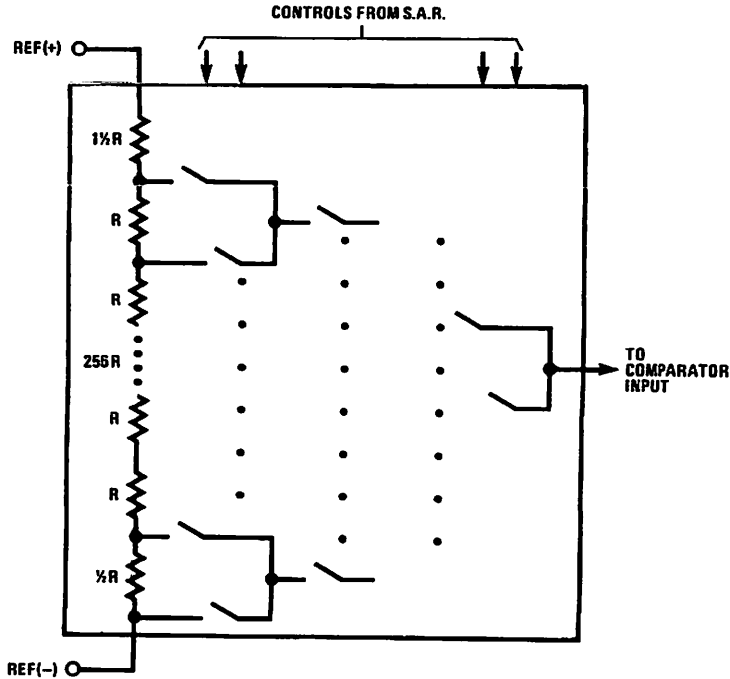 CONTROLS FROM S.A.R.
REF(+)
1½R
R
R
256R
R
R
½R
REF(−)
TO
COMPARATOR
INPUT